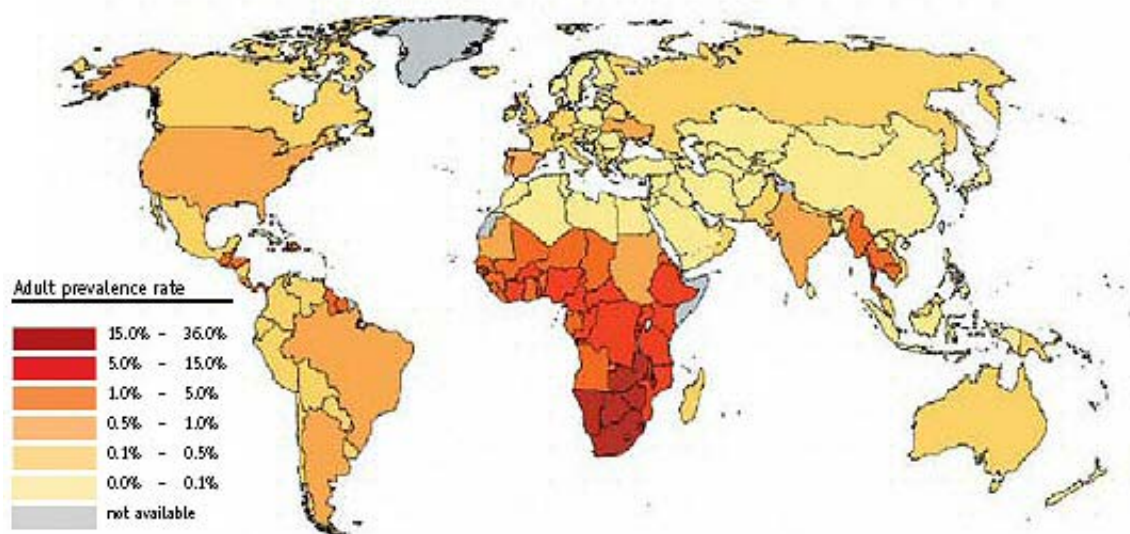 Adult prevalence rate
15.0% - 36.0%
5.0% - 15.0%
1.0% - 5.0%
0.5% - 1.0%
0.1% - 0.5%
0.0% - 0.1%
not available